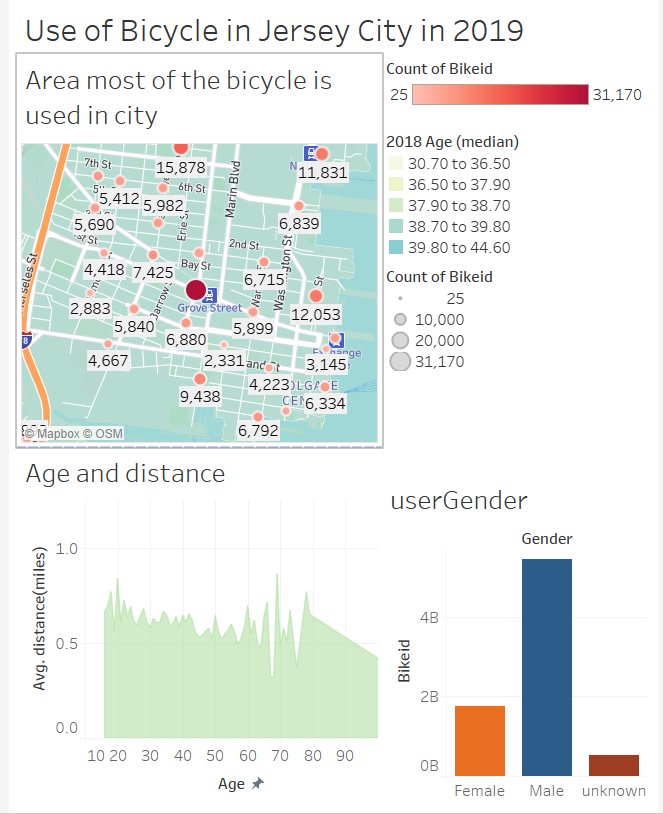 Use of Bicycle in Jersey City in 2019
Area most of the bicycle is
used in city
7th St
15,878
N
11,831
5,412
5,982
6th St
Marin Blvd
5,690
Erie St
6,839
2nd St
4,418
7,425
Bay St
6,715
St
2,883
Grove Street
12,053
5,840
6,880
5,899
4,667
2,331
and St
3,145
9,438
4,223
6,334
6,792
© Mapbox © OSM
Count of Bikeid
25
31,170
2018 Age (median)
30.70 to 36.50
36.50 to 37.90
37.90 to 38.70
38.70 to 39.80
39.80 to 44.60
Count of Bikeid
25
10,000
20,000
31,170
Age and distance
Avg. distance(miles)
1.0
0.5
0.0
10 20 30 40 50 60 70 80 90
Age
userGender
Gender
Bikeid
4B
2B
0B
Female Male unknown